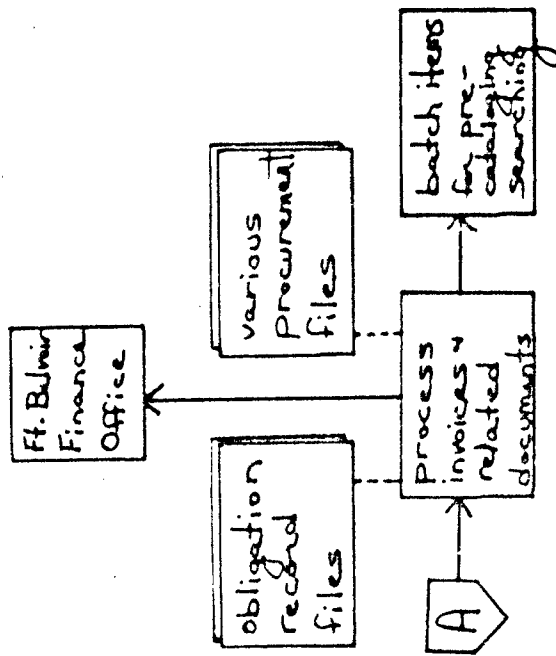 Ft. Belvoir
Finance
Office
obligation
record
files
various
procurement
files
A
process
invoices &
related
documents
batch items
for pre-
cataloging
searching